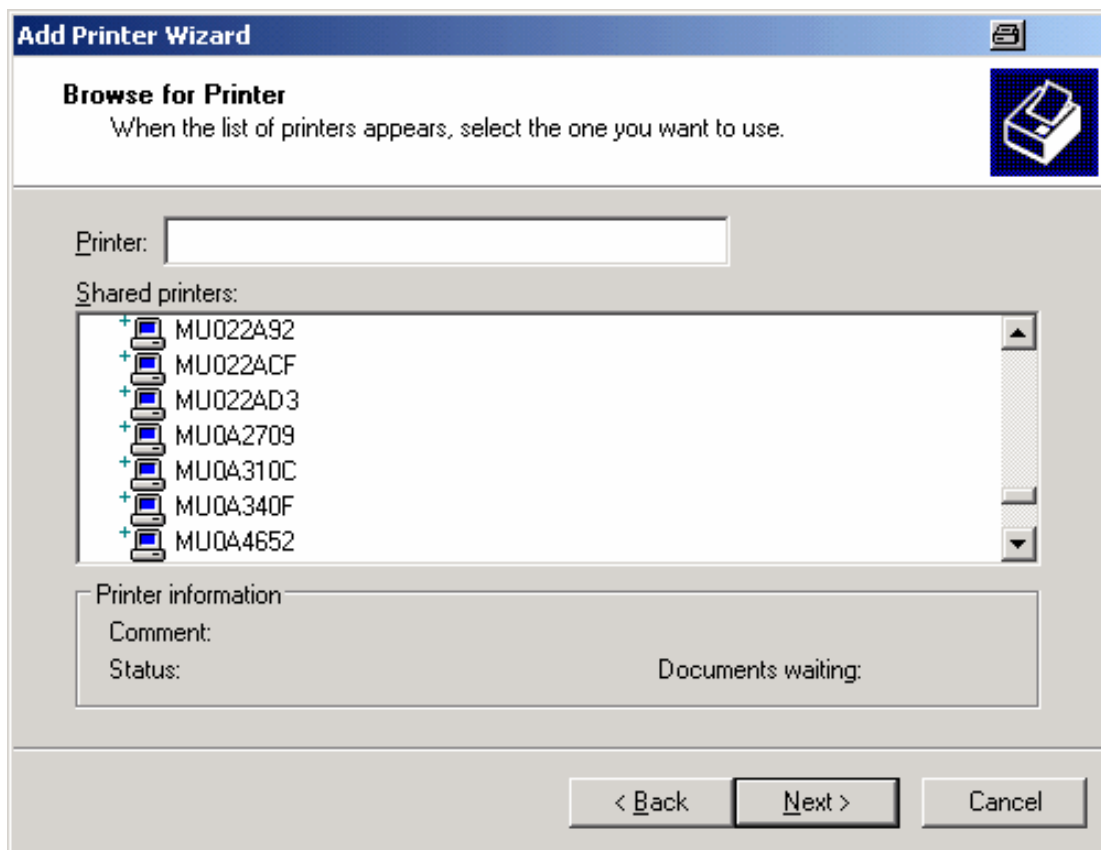 Add Printer Wizard
Browse for Printer
When the list of printers appears, select the one you want to use.
Printer:
Shared printers:
MU022A92
MU022ACF
MU022AD3
MU0A2709
MU0A310C
MU0A340F
MU0A4652
Printer information
Comment:
Status: Documents waiting:
< Back Next > Cancel